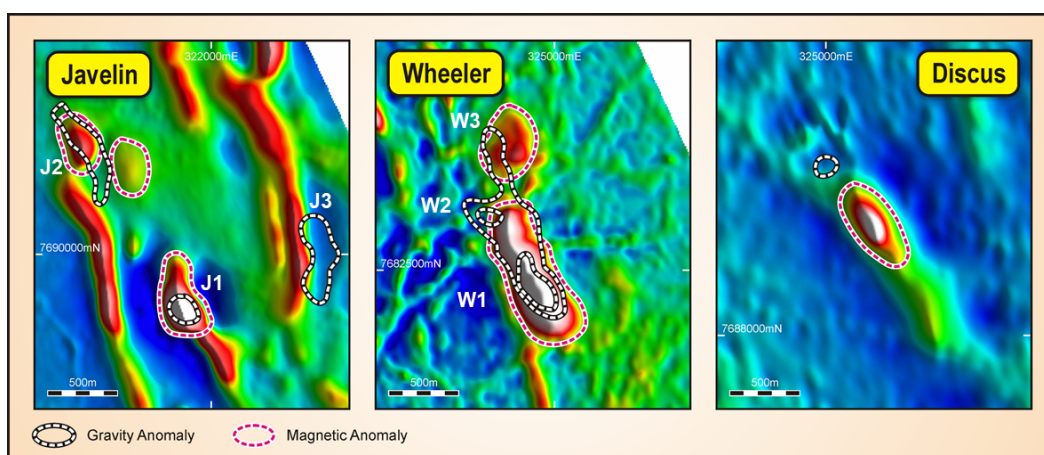 Javelin
322000mE
J2
J3
7690000mN
J1
500m
Wheeler
325000mE
W3
W2
7682500mN
W1
500m
Discus
325000mE
7688000mN
500m
Gravity Anomaly
Magnetic Anomaly